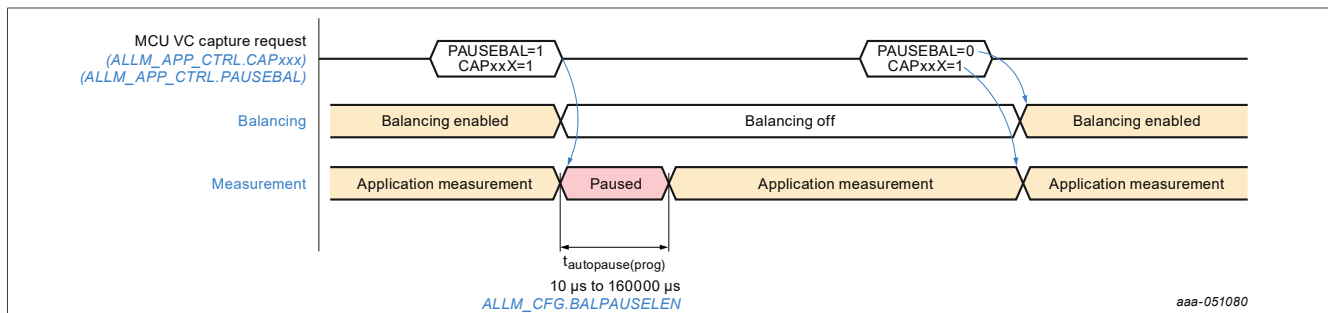 MCU VC capture request
(ALLM_APP_CTRL.CAPxxx)
(ALLM_APP_CTRL.PAUSEBAL)
PAUSEBAL=1
CAPxxX=1
PAUSEBAL=0
CAPxxX=1
Balancing
Balancing enabled
Balancing off
Balancing enabled
Measurement
Application measurement
Paused
Application measurement
Application measurement
tautopause(prog)
10 µs to 160000 µs
ALLM_CFG.BALPAUSELEN
aaa-051080